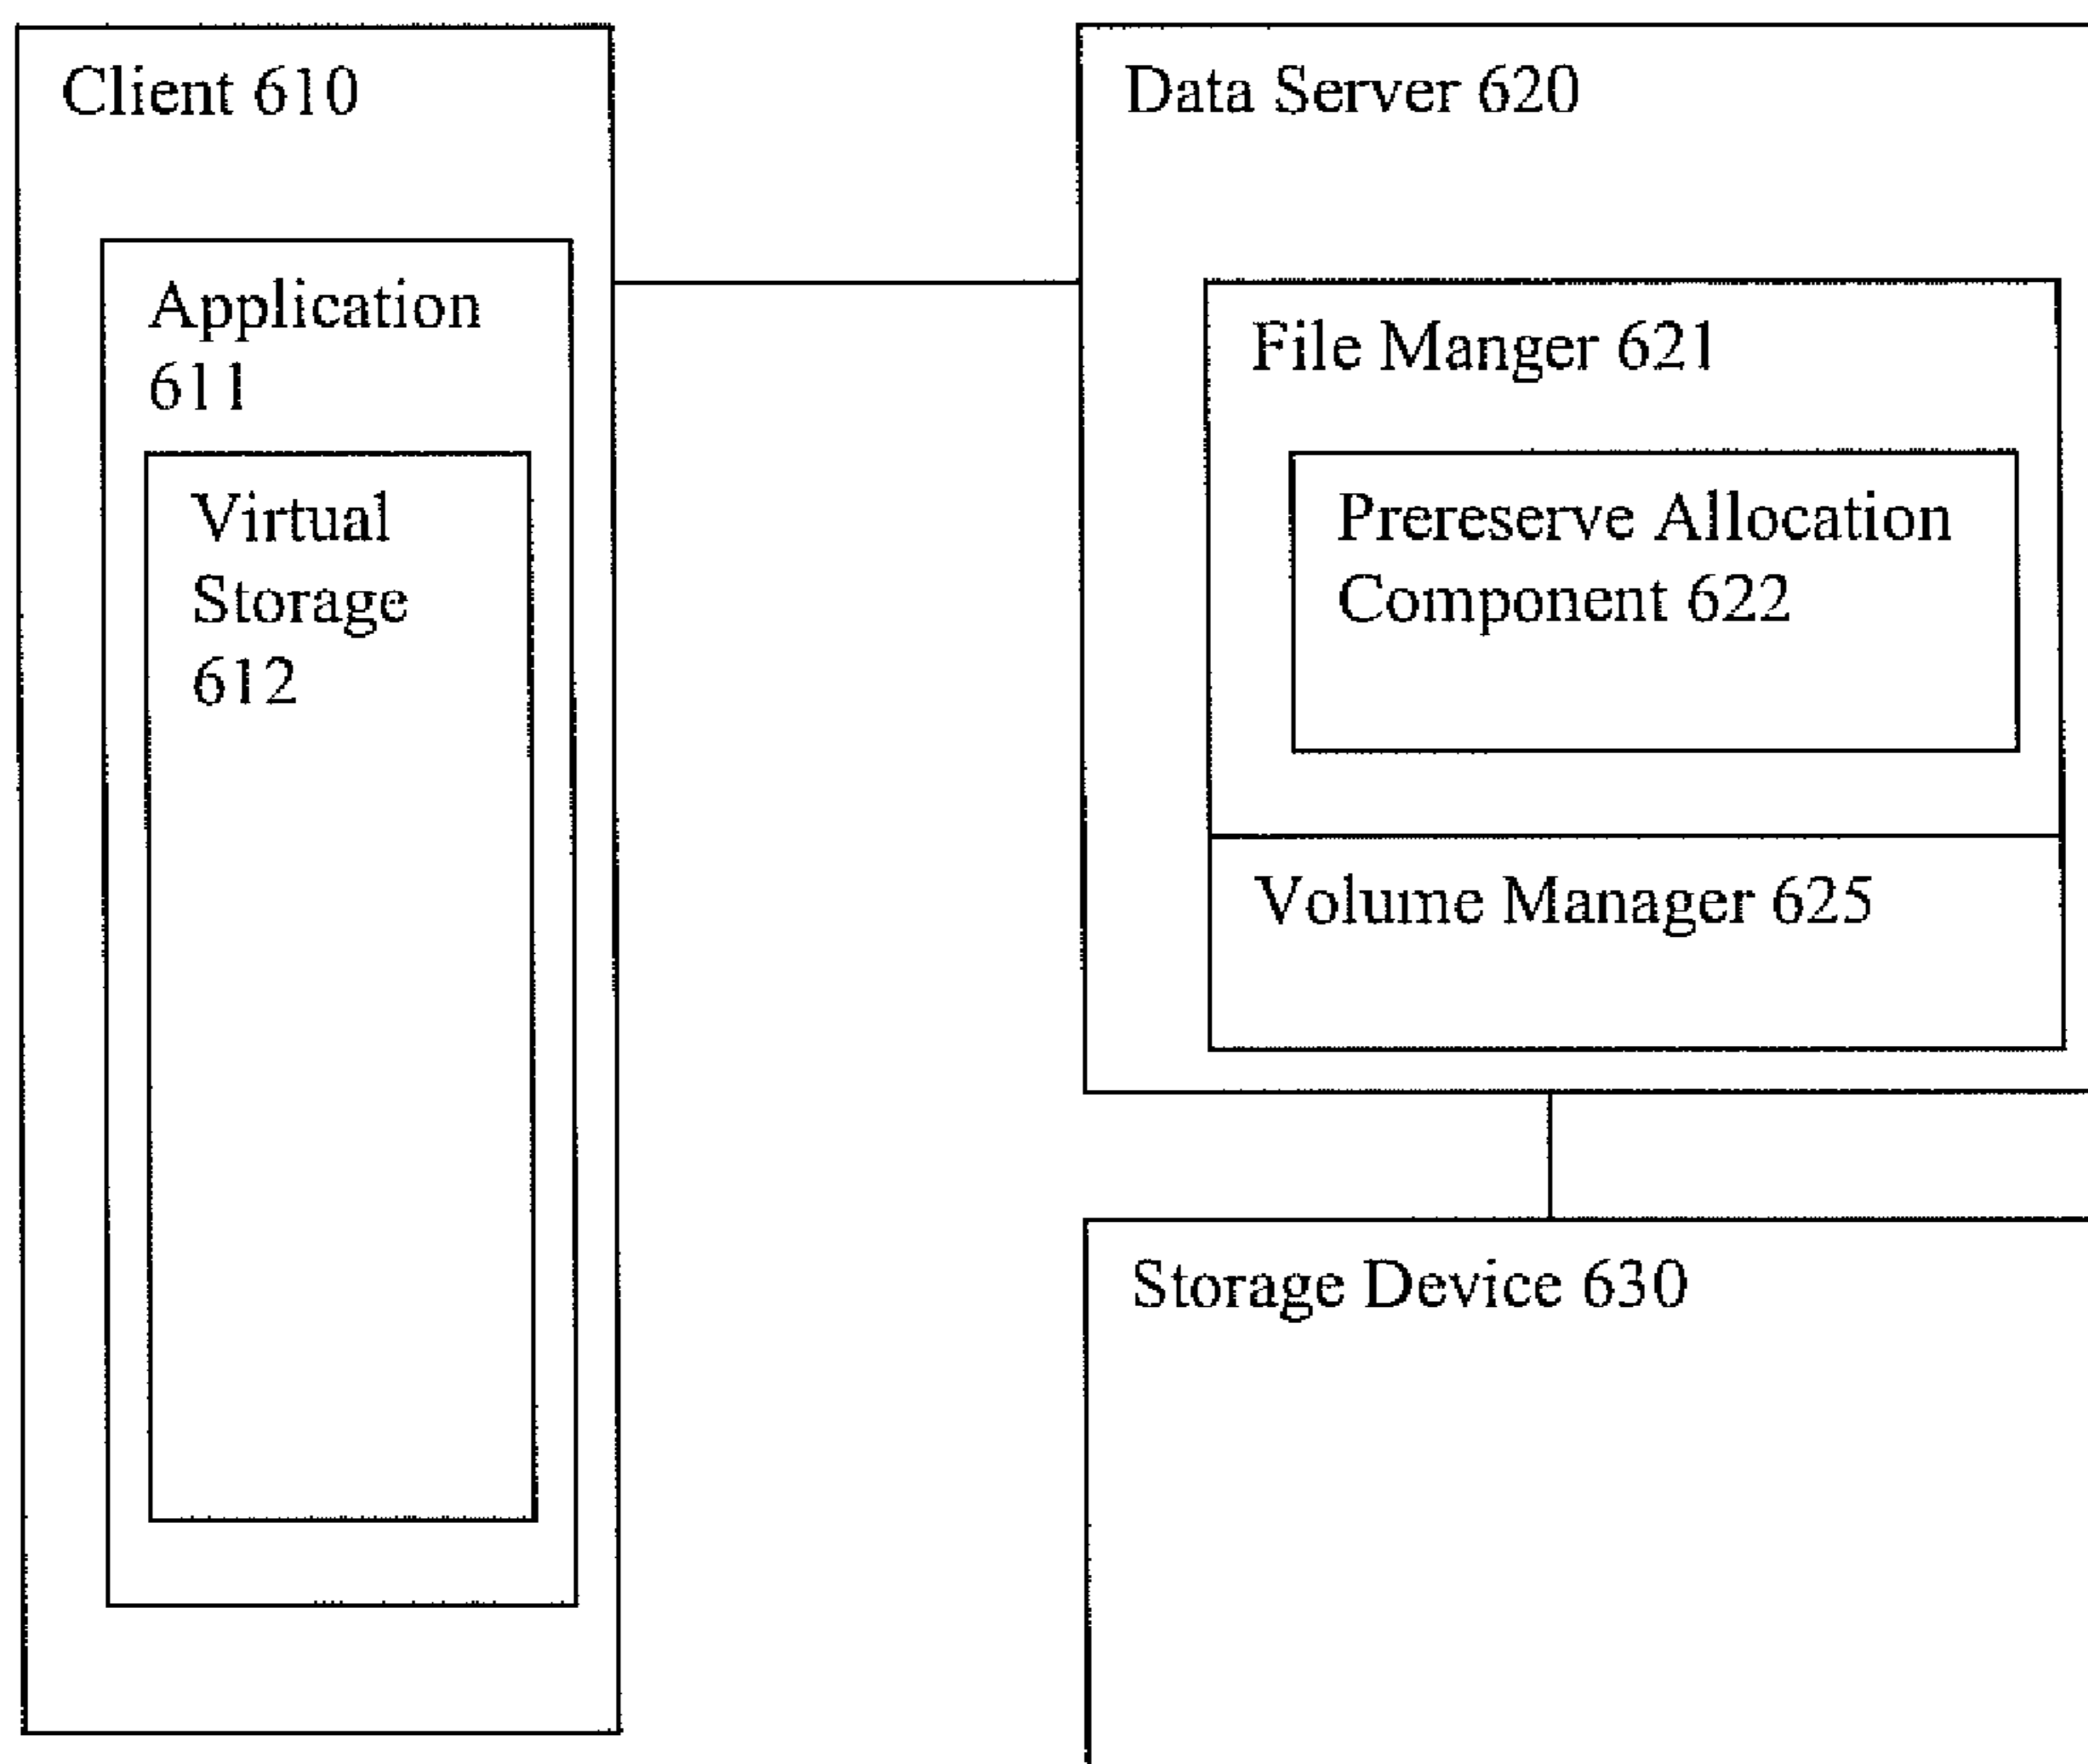 Client 610
Application
611
Virtual
Storage
612
Data Server 620
File Manger 621
Prereserve Allocation
Component 622
Volume Manager 625
Storage Device 630